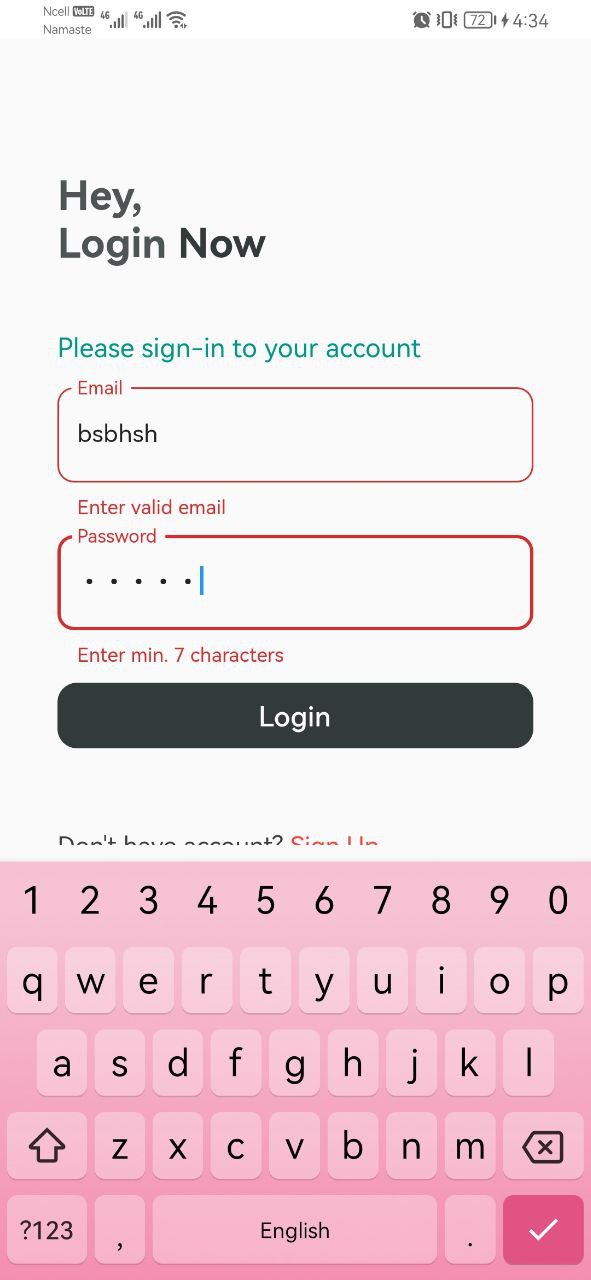 Ncell VoLTE 4G 4G 72 4:34
Namaste
Hey,
Login Now
Please sign-in to your account
Email
bsbhsh
Enter valid email
Password
Enter min. 7 characters
Login
Don't have account? Sign Up
1 2 3 4 5 6 7 8 9 0
q w e r t y u i o p
a s d f g h j k l
z x c v b n m
?123 , English .